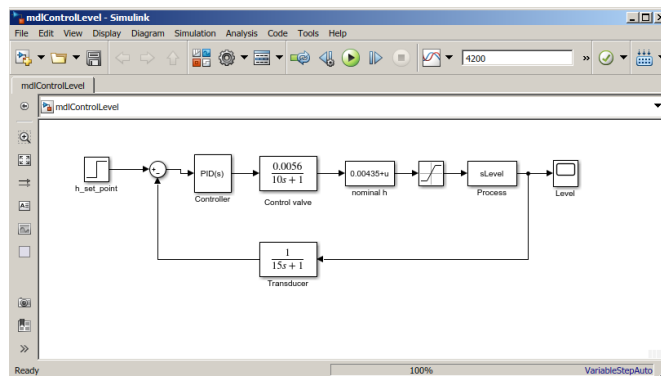 mdlControlLevel - Simulink
File Edit View Display Diagram Simulation Analysis Code Tools Help
4200
»
mdlControlLevel
mdlControlLevel
h_set_point
+
-
PID(s)
Controller
0.0056
10s + 1
Control valve
0.00435+u
nominal h
sLevel
Process
Level
1
15s + 1
Transducer
»
Ready
100%
VariableStepAuto